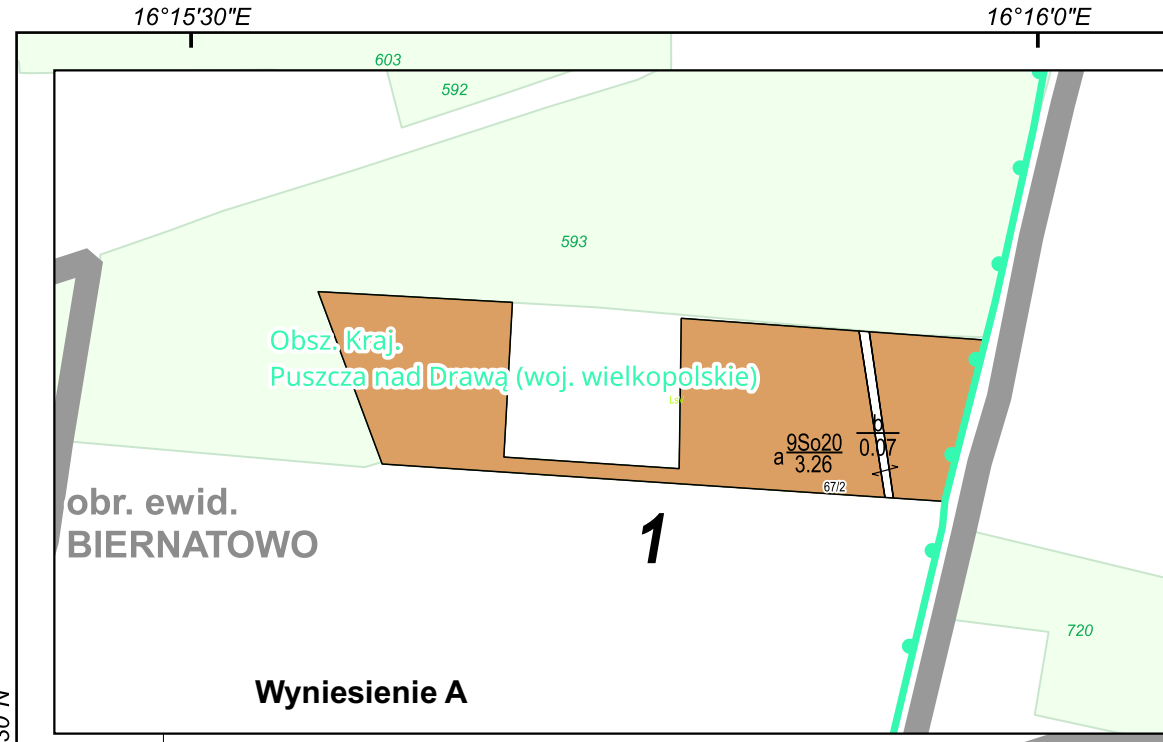 16°15'30"E
16°16'0"E
603
592
593
Obsz. Kraj.
Puszcza nad Drawą (woj. wielkopolskie)
b
0.07
9So20
a
3.26
67/2
obr. ewid.
BIERNATOWO
1
720
Wyniesienie A